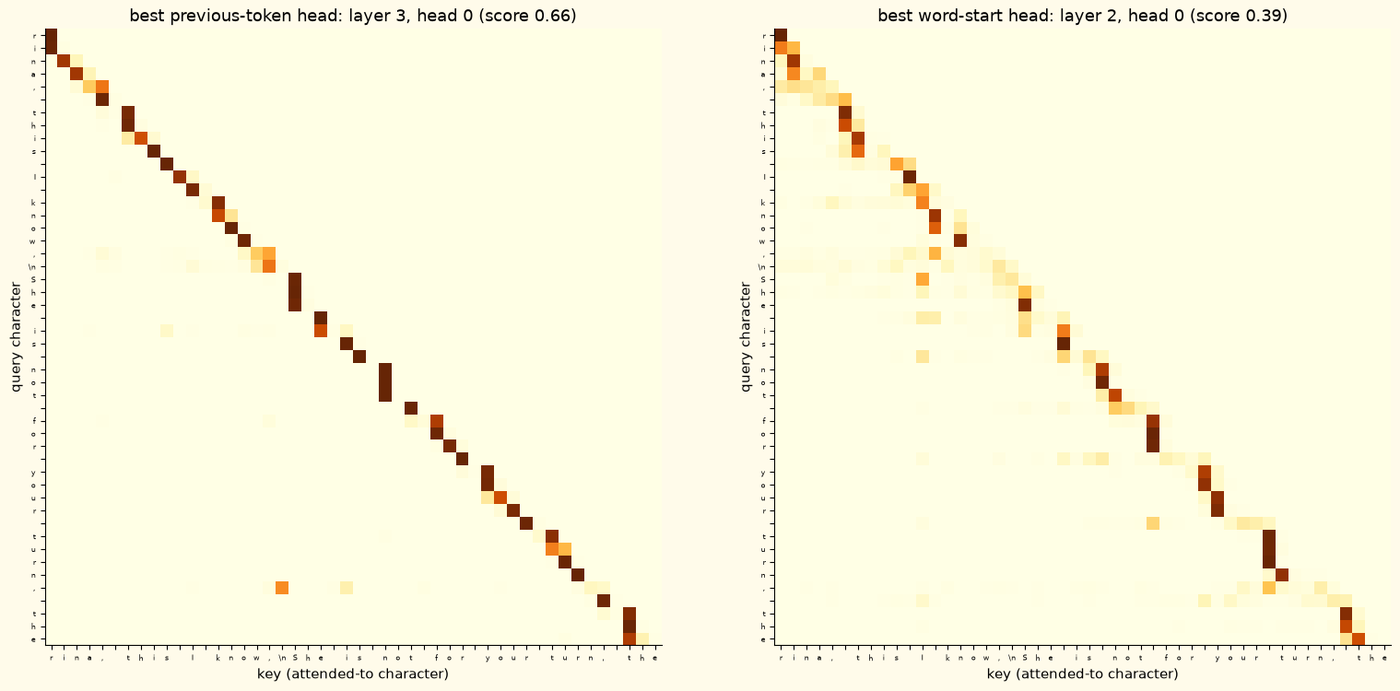 best previous-token head: layer 3, head 0 (score 0.66)
query character
r
i
n
a
,
t
h
i
s
I
k
n
o
w
,
\n
S
h
e
i
s
n
o
t
f
o
r
y
o
u
r
t
u
r
n
,
t
h
e
r i n a , t h i s I k n o w , \n S h e i s n o t f o r y o u r t u r n , t h e
key (attended-to character)
best word-start head: layer 2, head 0 (score 0.39)
query character
r
i
n
a
,
t
h
i
s
I
k
n
o
w
,
\n
S
h
e
i
s
n
o
t
f
o
r
y
o
u
r
t
u
r
n
,
t
h
e
r i n a , t h i s I k n o w , \n S h e i s n o t f o r y o u r t u r n , t h e
key (attended-to character)